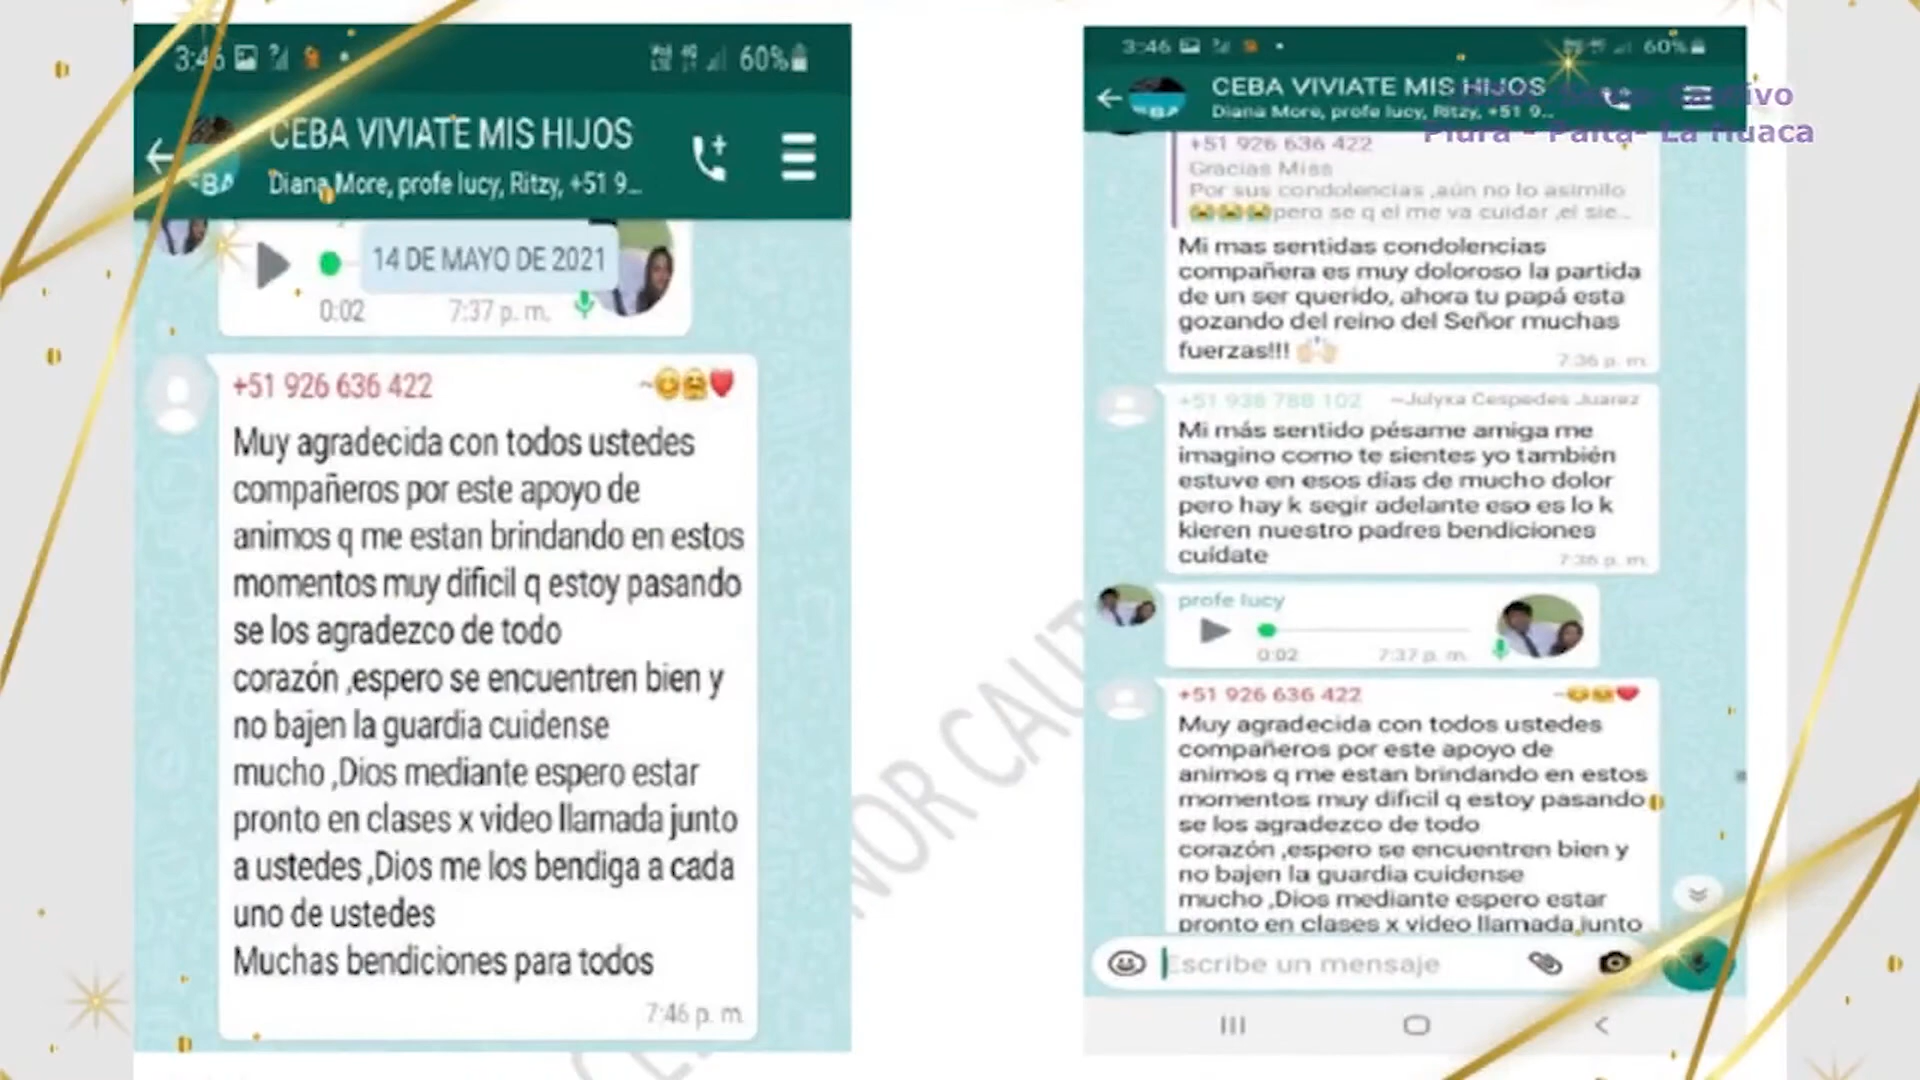 3:46
60%
CEBA VIVIATE MIS HIJOS
Diana More, profe lucy, Ritzy, +51 9...
14 DE MAYO DE 2021
0:02
7:37 p. m.
+51 926 636 422
Muy agradecida con todos ustedes
compañeros por este apoyo de
animos q me estan brindando en estos
momentos muy dificil q estoy pasando
se los agradezco de todo
corazón ,espero se encuentren bien y
no bajen la guardia cuidense
mucho ,Dios mediante espero estar
pronto en clases x video llamada junto
a ustedes ,Dios me los bendiga a cada
uno de ustedes
Muchas bendiciones para todos
7:46 p. m.
3:46
60%
CEBA VIVIATE MIS HIJOS
Diana More, profe lucy, Ritzy, +51 9...
Piura - Paita- La Huaca
+51 926 636 422
Gracias Miss
Por sus condolencias ,aún no lo asimilo
😭😭😭pero se q el me va cuidar ,el sie...
Mi mas sentidas condolencias
compañera es muy doloroso la partida
de un ser querido, ahora tu papá esta
gozando del reino del Señor muchas
fuerzas!!!
7:36 p. m.
+51 938 788 102 ~Julyxa Cespedes Juarez
Mi más sentido pésame amiga me
imagino como te sientes yo también
estuve en esos días de mucho dolor
pero hay k segir adelante eso es lo k
kieren nuestro padres bendiciones
cuídate
7:36 p. m.
profe lucy
0:02
7:37 p. m.
+51 926 636 422
Muy agradecida con todos ustedes
compañeros por este apoyo de
animos q me estan brindando en estos
momentos muy dificil q estoy pasando
se los agradezco de todo
corazón ,espero se encuentren bien y
no bajen la guardia cuidense
mucho ,Dios mediante espero estar
pronto en clases x video llamada junto
Escribe un mensaje